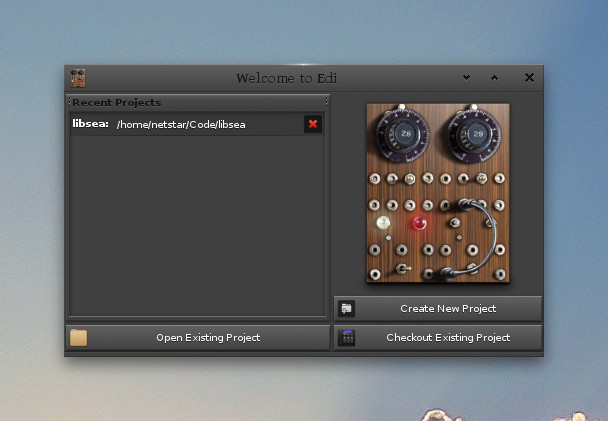 Welcome to Edi
Recent Projects
libsea: /home/netstar/Code/libsea
28
29
Create New Project
Open Existing Project
Checkout Existing Project